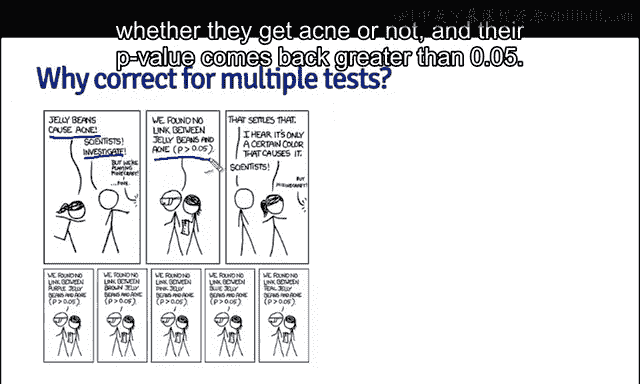 whether they get acne or not, and their
p-value comes back greater than 0.05.
Why correct for multiple tests?
JELLY BEANS
CAUSE ACNE!
SCIENTISTS!
INVESTIGATE!
BUT WE'RE
PLAYING
MINECRAFT!
...FINE.
WE FOUND NO
LINK BETWEEN
JELLY BEANS AND
ACNE (P > 0.05).
THAT SETTLES THAT.
I HEAR IT'S ONLY
A CERTAIN COLOR
THAT CAUSES IT.
SCIENTISTS!
BUT
MINECRAFT!
WE FOUND NO
LINK BETWEEN
PURPLE JELLY
BEANS AND ACNE
(P > 0.05).
WE FOUND NO
LINK BETWEEN
BROWN JELLY
BEANS AND ACNE
(P > 0.05).
WE FOUND NO
LINK BETWEEN
PINK JELLY
BEANS AND ACNE
(P > 0.05).
WE FOUND NO
LINK BETWEEN
BLUE JELLY
BEANS AND ACNE
(P > 0.05).
WE FOUND NO
LINK BETWEEN
TEAL JELLY
BEANS AND ACNE
(P > 0.05).